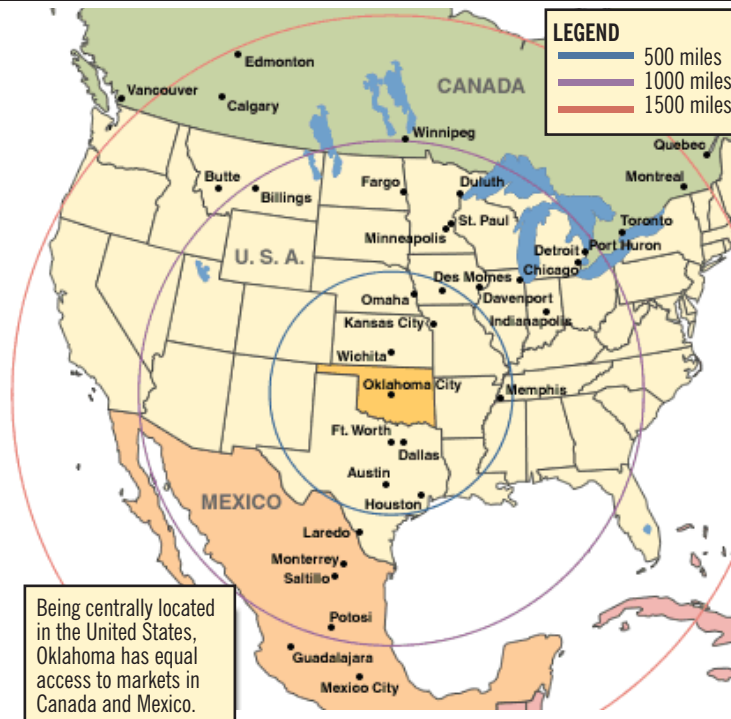 LEGEND
500 miles
1000 miles
1500 miles
Edmonton
CANADA
Vancouver
Calgary
Winnipeg
Quebec
Butte
Billings
Fargo
Duluth
Montreal
St. Paul
Minneapolis
Toronto
Port Huron
Detroit
U. S. A.
Des Moines
Chicago
Omaha
Davenport
Kansas City
Indianapolis
Wichita
Oklahoma City
Memphis
Ft. Worth
Dallas
Austin
Houston
MEXICO
Laredo
Monterrey
Saltillo
Potosi
Guadalajara
Mexico City
Being centrally located
in the United States,
Oklahoma has equal
access to markets in
Canada and Mexico.